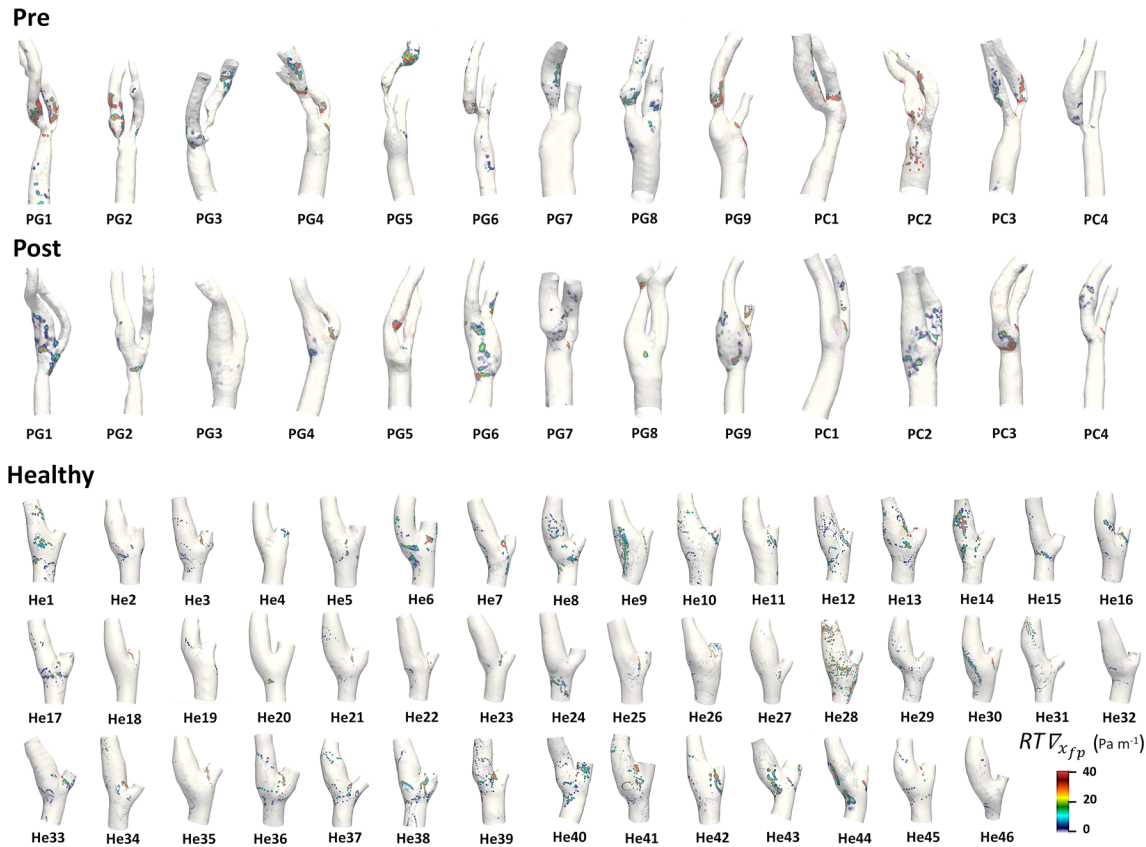 Pre
PG1 PG2 PG3 PG4 PG5 PG6 PG7 PG8 PG9 PC1 PC2 PC3 PC4
Post
PG1 PG2 PG3 PG4 PG5 PG6 PG7 PG8 PG9 PC1 PC2 PC3 PC4
Healthy
He1 He2 He3 He4 He5 He6 He7 He8 He9 He10 He11 He12 He13 He14 He15 He16
He17 He18 He19 He20 He21 He22 He23 He24 He25 He26 He27 He28 He29 He30 He31 He32
RT∇x_fp (Pa m⁻¹)
40
20
0
He33 He34 He35 He36 He37 He38 He39 He40 He41 He42 He43 He44 He45 He46